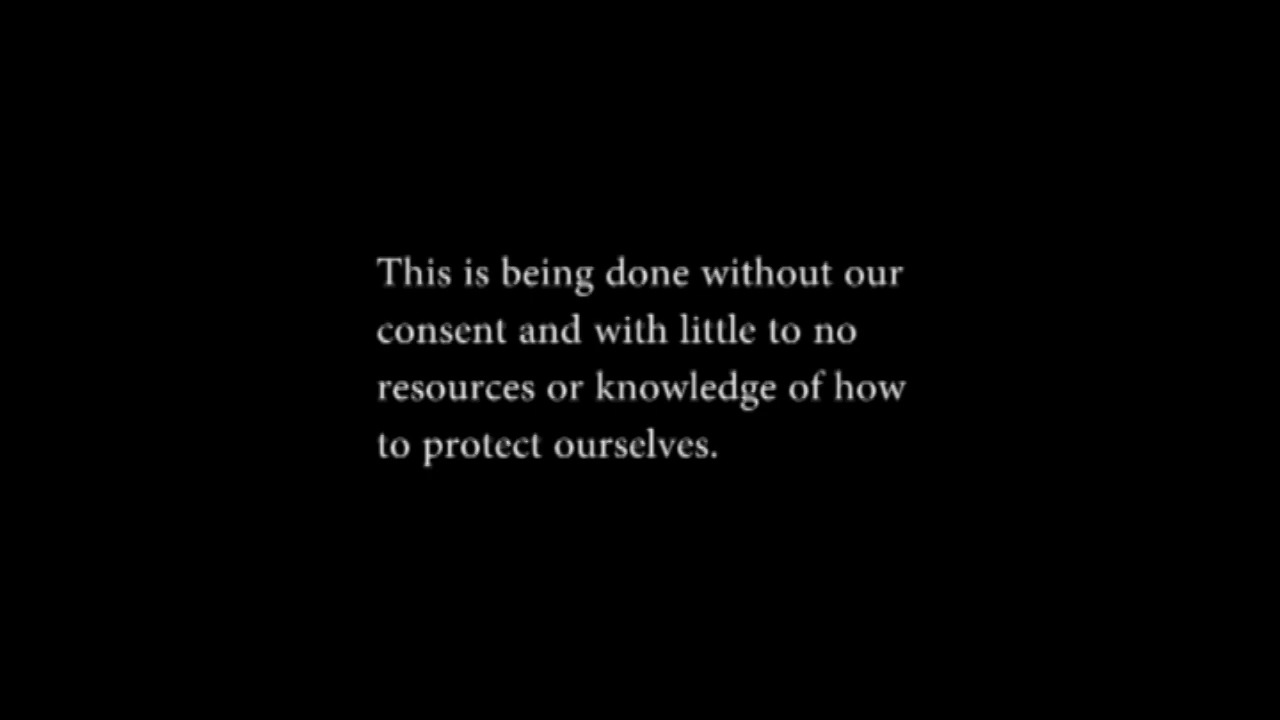 This is being done without our
consent and with little to no
resources or knowledge of how
to protect ourselves.